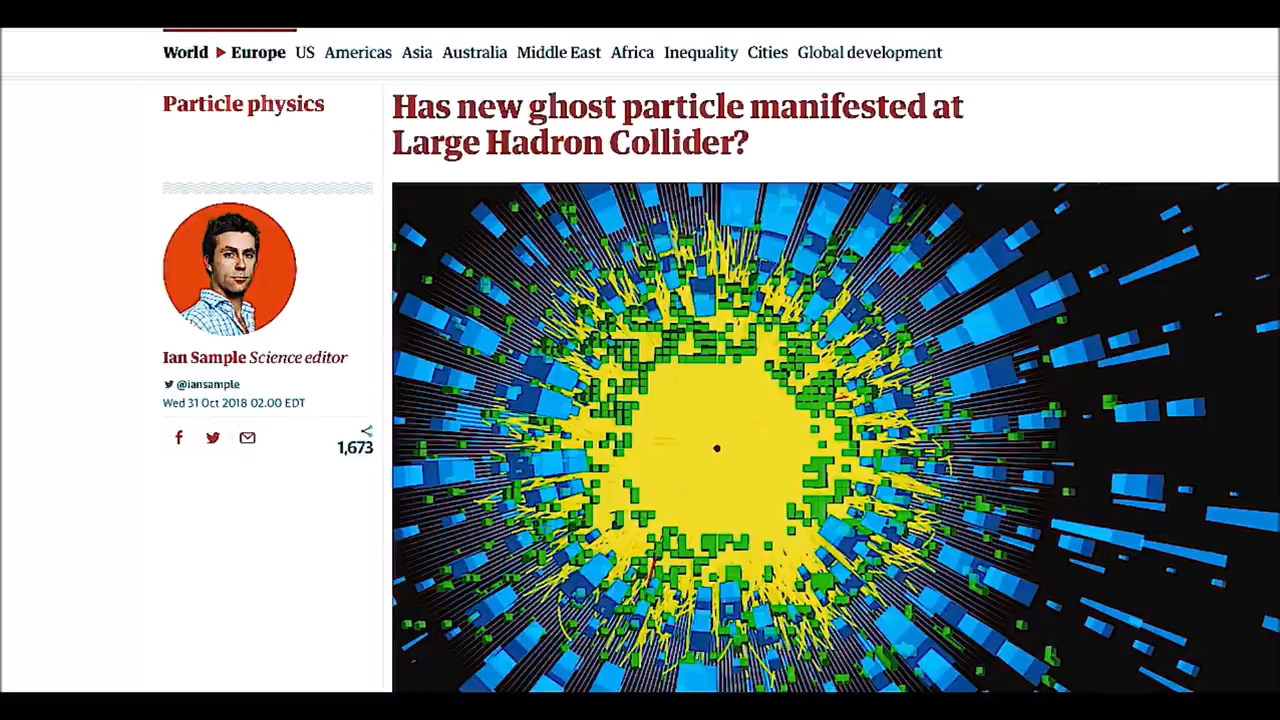 World Europe US Americas Asia Australia Middle East Africa Inequality Cities Global development
Particle physics
Has new ghost particle manifested at
Large Hadron Collider?
Ian Sample Science editor
@iansample
Wed 31 Oct 2018 02.00 EDT
1,673